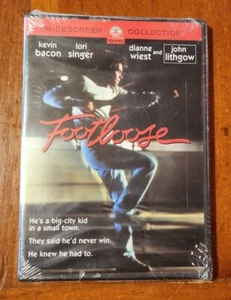 WIDESCREEN COLLECTION
kevin bacon
lori singer
dianne wiest
and
john lithgow
Footloose
He's a big-city kid
in a small town.
They said he'd never win.
He knew he had to.